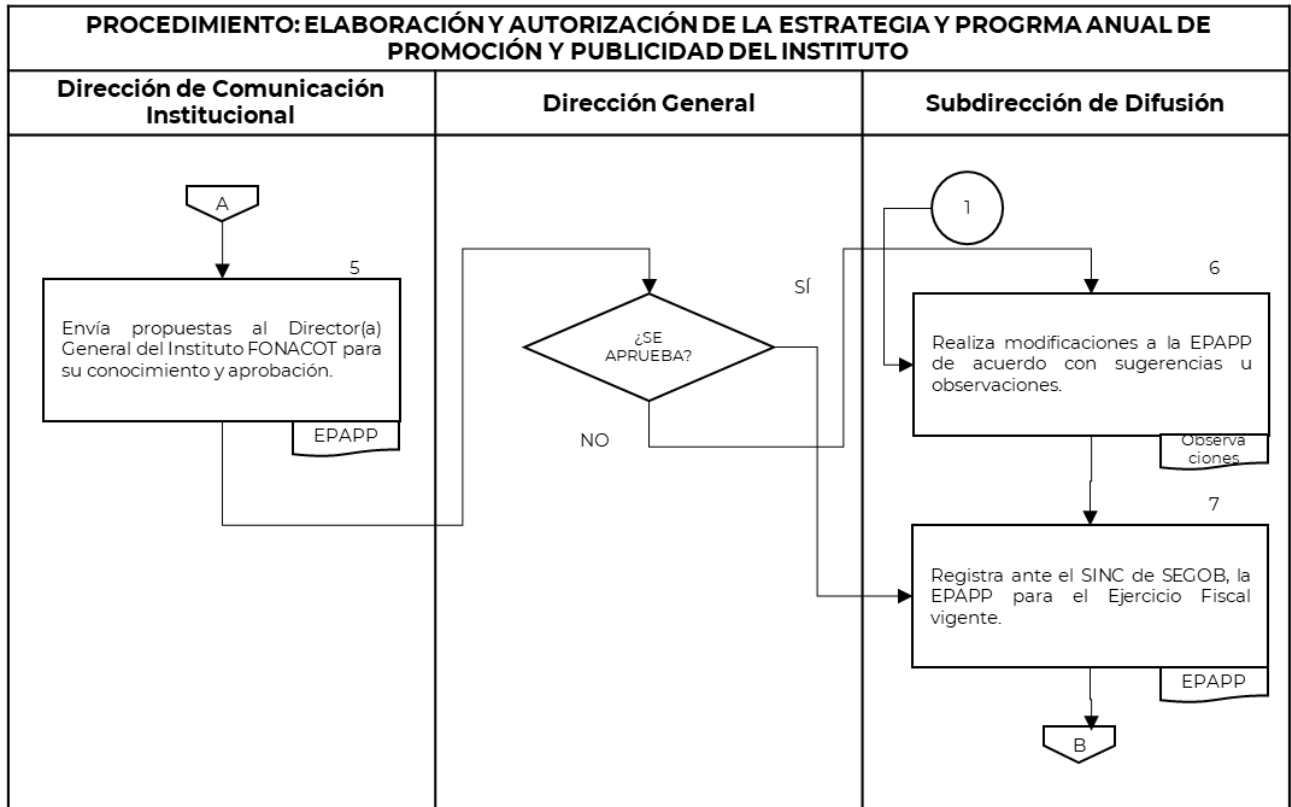 PROCEDIMIENTO: ELABORACIÓN Y AUTORIZACIÓN DE LA ESTRATEGIA Y PROGRMA ANUAL DE
PROMOCIÓN Y PUBLICIDAD DEL INSTITUTO
Dirección de Comunicación
Institucional
Dirección General
Subdirección de Difusión
A
5
Envía propuestas al Director(a)
General del Instituto FONACOT para
su conocimiento y aprobación.
EPAPP
¿SE
APRUEBA?
SÍ
NO
1
6
Realiza modificaciones a la EPAPP
de acuerdo con sugerencias u
observaciones.
Observa
ciones
7
Registra ante el SINC de SEGOB, la
EPAPP para el Ejercicio Fiscal
vigente.
EPAPP
B